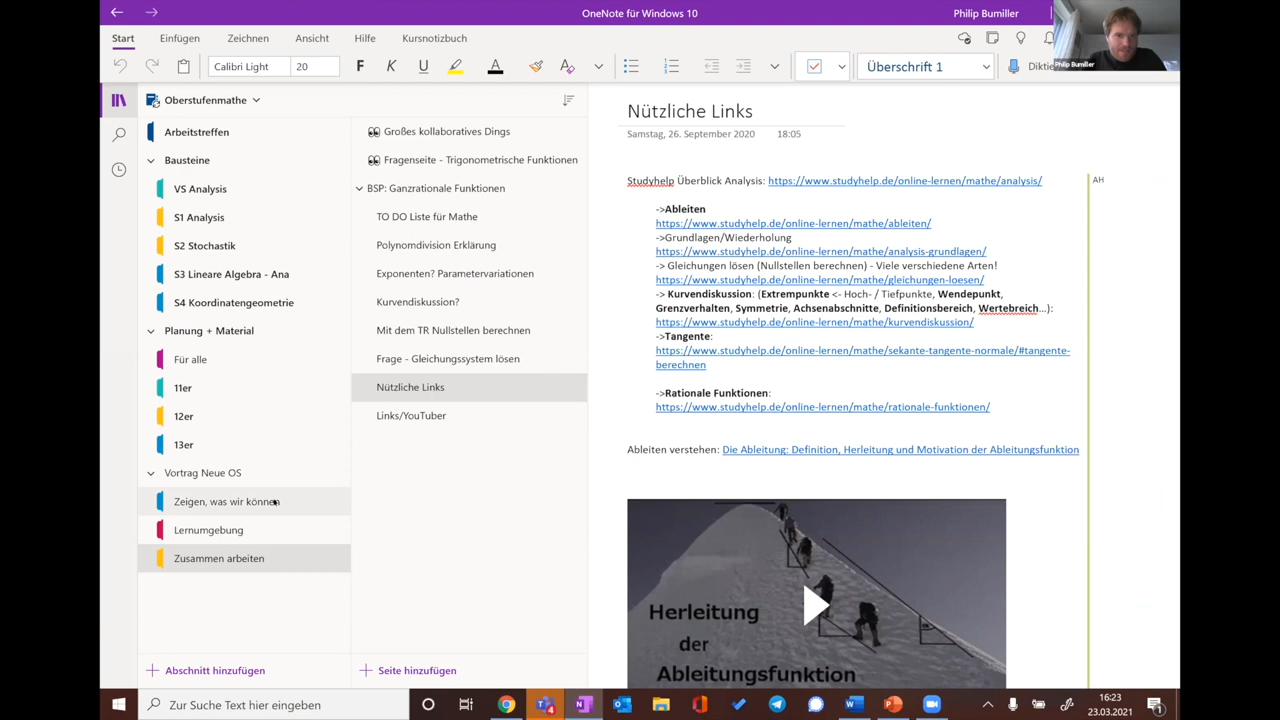 OneNote für Windows 10
Philip Bumiller
Start
Einfügen
Zeichnen
Ansicht
Hilfe
Kursnotizbuch
Calibri Light
20
F
K
U
A
A
Überschrift 1
Dikti
Philip Bumiller
Oberstufenmathe
Arbeitstreffen
Bausteine
VS Analysis
S1 Analysis
S2 Stochastik
S3 Lineare Algebra - Ana
S4 Koordinatengeometrie
Planung + Material
Für alle
11er
12er
13er
Vortrag Neue OS
Zeigen, was wir können
Lernumgebung
Zusammen arbeiten
Abschnitt hinzufügen
Großes kollaboratives Dings
Fragenseite - Trigonometrische Funktionen
BSP: Ganzrationale Funktionen
TO DO Liste für Mathe
Polynomdivision Erklärung
Exponenten? Parametervariationen
Kurvendiskussion?
Mit dem TR Nullstellen berechnen
Frage - Gleichungssystem lösen
Nützliche Links
Links/YouTuber
Seite hinzufügen
Nützliche Links
Samstag, 26. September 2020 18:05
Studyhelp Überblick Analysis: https://www.studyhelp.de/online-lernen/mathe/analysis/
AH
->Ableiten
https://www.studyhelp.de/online-lernen/mathe/ableiten/
->Grundlagen/Wiederholung
https://www.studyhelp.de/online-lernen/mathe/analysis-grundlagen/
-> Gleichungen lösen (Nullstellen berechnen) - Viele verschiedene Arten!
https://www.studyhelp.de/online-lernen/mathe/gleichungen-loesen/
-> Kurvendiskussion: (Extrempunkte <- Hoch- / Tiefpunkte, Wendepunkt,
Grenzverhalten, Symmetrie, Achsenabschnitte, Definitionsbereich, Wertebreich...):
https://www.studyhelp.de/online-lernen/mathe/kurvendiskussion/
->Tangente:
https://www.studyhelp.de/online-lernen/mathe/sekante-tangente-normale/#tangente-
berechnen
->Rationale Funktionen:
https://www.studyhelp.de/online-lernen/mathe/rationale-funktionen/
Ableiten verstehen: Die Ableitung: Definition, Herleitung und Motivation der Ableitungsfunktion
Herleitung
der
Ableitungsfunktion
Zur Suche Text hier eingeben
4
16:23
23.03.2021
1